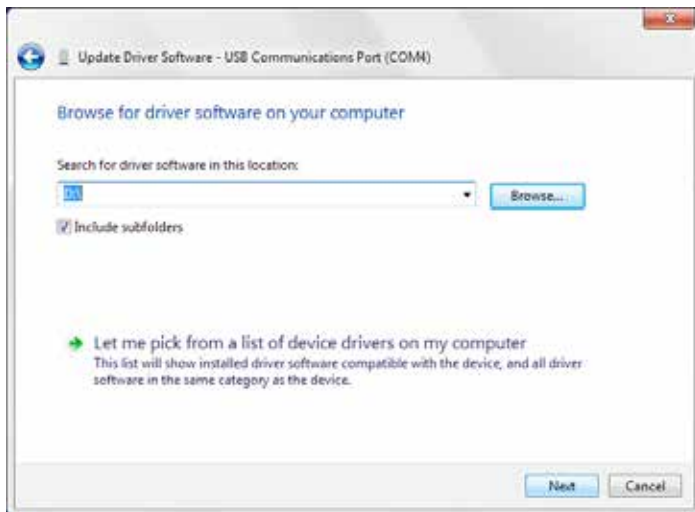 Update Driver Software - USB Communications Port (COM4)
Browse for driver software on your computer
Search for driver software in this location:
D:\
Browse...
Include subfolders
Let me pick from a list of device drivers on my computer
This list will show installed driver software compatible with the device, and all driver
software in the same category as the device.
Next
Cancel